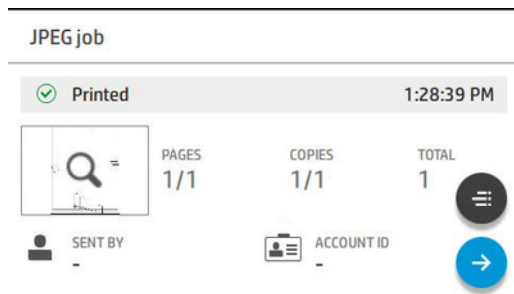 JPEG job
Printed 1:28:39 PM
PAGES COPIES TOTAL
1/1 1/1 1
SENT BY ACCOUNT ID
- -